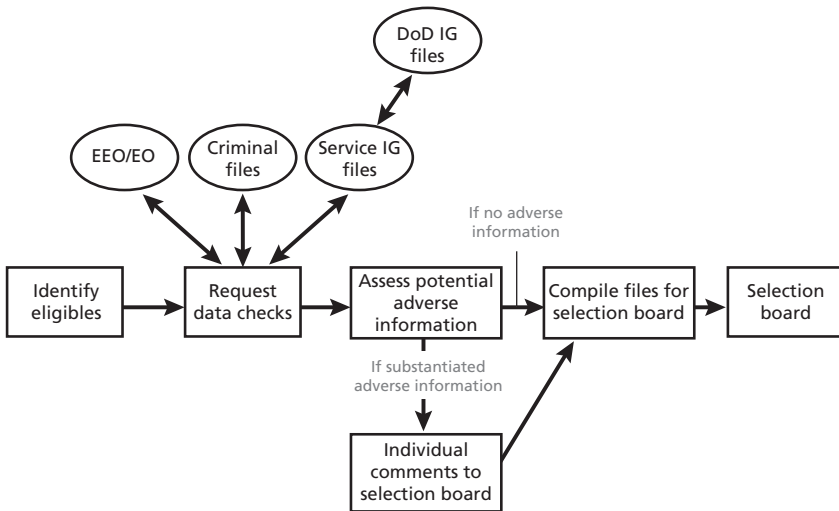 DoD IG
files
EEO/EO
Criminal
files
Service IG
files
If no adverse
information
Identify
eligibles
Request
data checks
Assess potential
adverse
information
Compile files for
selection board
Selection
board
If substantiated
adverse information
Individual
comments to
selection board